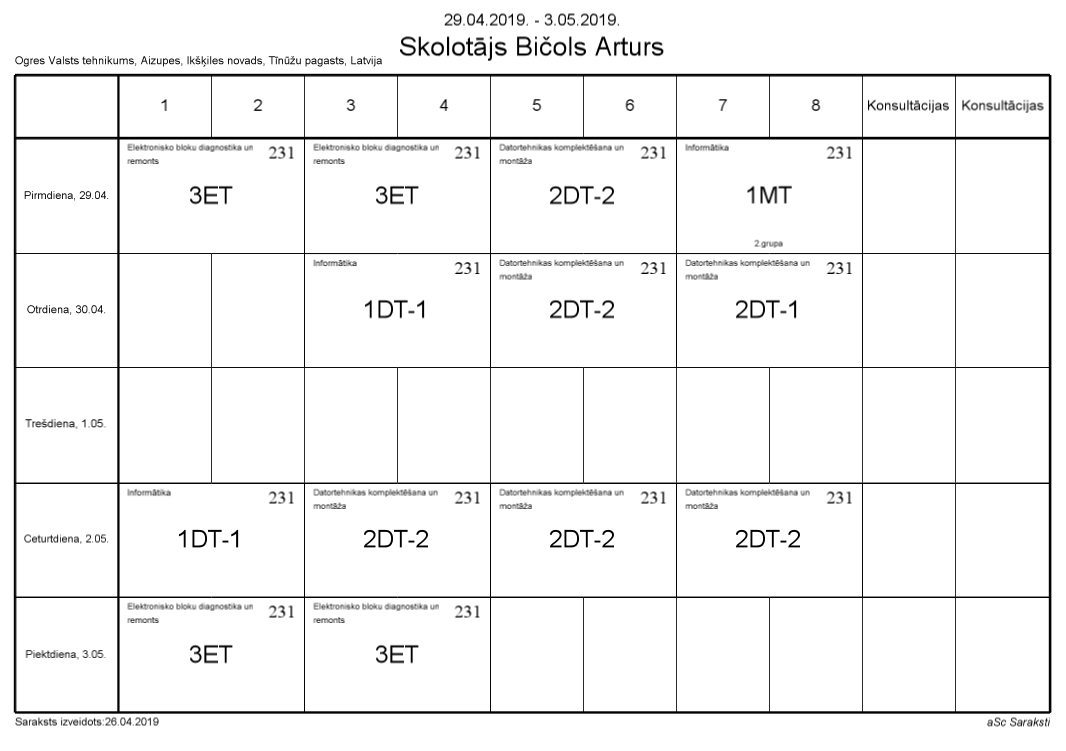 29.04.2019. - 3.05.2019.
Skolotājs Bičols Arturs
Ogres Valsts tehnikums, Aizupes, Ikšķiles novads, Tīnūžu pagasts, Latvija
1 2 3 4 5 6 7 8 Konsultācijas Konsultācijas
Pirmdiena, 29.04.
Elektronisko bloku diagnostika un
remonts
231
3ET
Elektronisko bloku diagnostika un
remonts
231
3ET
Datortehnikas komplektēšana un
montāža
231
2DT-2
Informātika
231
1MT
2.grupa
Otrdiena, 30.04.
Informātika
231
1DT-1
Datortehnikas komplektēšana un
montāža
231
2DT-2
Datortehnikas komplektēšana un
montāža
231
2DT-1
Trešdiena, 1.05.
Ceturtdiena, 2.05.
Informātika
231
1DT-1
Datortehnikas komplektēšana un
montāža
231
2DT-2
Datortehnikas komplektēšana un
montāža
231
2DT-2
Datortehnikas komplektēšana un
montāža
231
2DT-2
Piektdiena, 3.05.
Elektronisko bloku diagnostika un
remonts
231
3ET
Elektronisko bloku diagnostika un
remonts
231
3ET
Saraksts izveidots:26.04.2019
aSc Saraksti